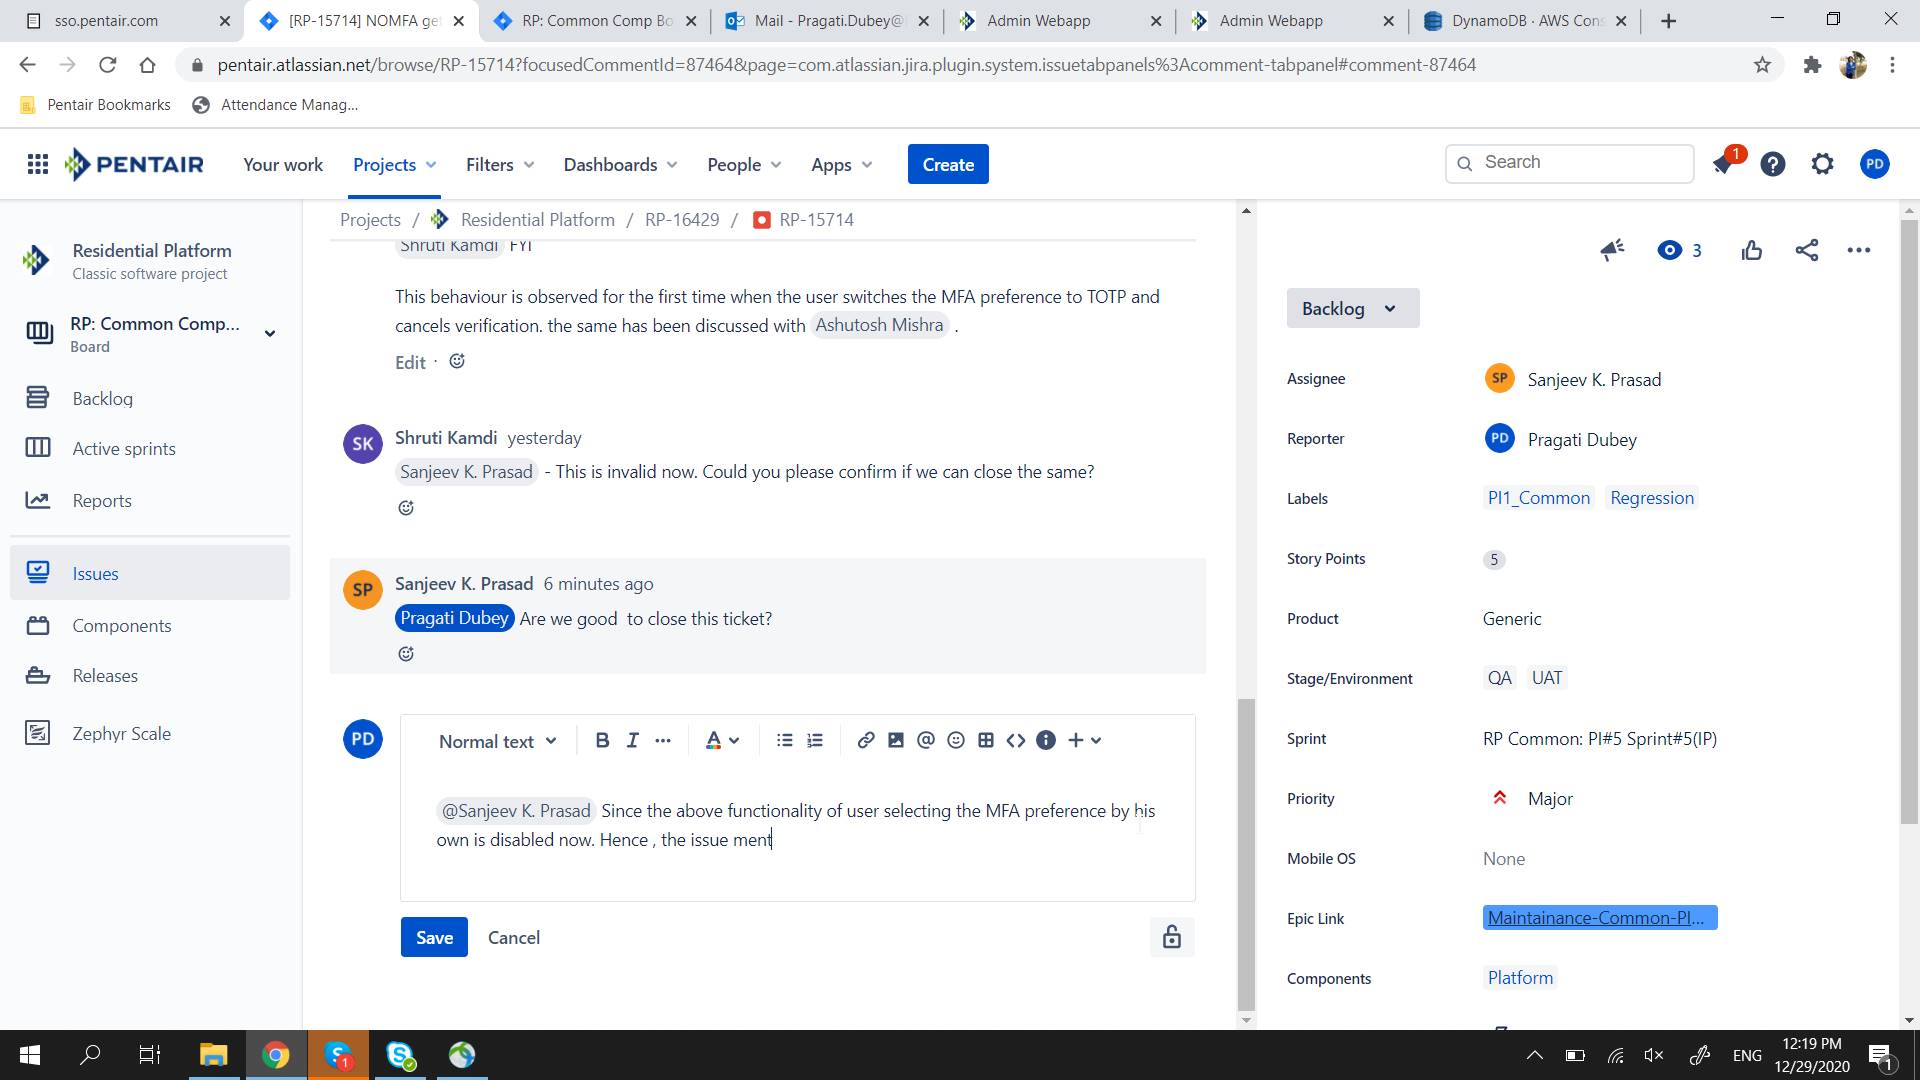 sso.pentair.com
[RP-15714] NOMFA get
RP: Common Comp Bo
Mail - Pragati.Dubey@
Admin Webapp
Admin Webapp
DynamoDB · AWS Cons
pentair.atlassian.net/browse/RP-15714?focusedCommentId=87464&page=com.atlassian.jira.plugin.system.issuetabpanels%3Acomment-tabpanel#comment-87464
Pentair Bookmarks
Attendance Manag...
PENTAIR
Your work
Projects
Filters
Dashboards
People
Apps
Create
Search
1
PD
Residential Platform
Classic software project
RP: Common Comp...
Board
Backlog
Active sprints
Reports
Issues
Components
Releases
Zephyr Scale
Projects / Residential Platform / RP-16429 / RP-15714
Shruti Kamdi FYI
This behaviour is observed for the first time when the user switches the MFA preference to TOTP and
cancels verification. the same has been discussed with Ashutosh Mishra .
Edit ·
SK
Shruti Kamdi yesterday
Sanjeev K. Prasad - This is invalid now. Could you please confirm if we can close the same?
SP
Sanjeev K. Prasad 6 minutes ago
Pragati Dubey Are we good to close this ticket?
PD
Normal text
B I ··· A
@Sanjeev K. Prasad Since the above functionality of user selecting the MFA preference by his
own is disabled now. Hence , the issue ment
Save
Cancel
3
Backlog
Assignee
SP
Sanjeev K. Prasad
Reporter
PD
Pragati Dubey
Labels
PI1_Common Regression
Story Points
5
Product
Generic
Stage/Environment
QA UAT
Sprint
RP Common: PI#5 Sprint#5(IP)
Priority
Major
Mobile OS
None
Epic Link
Maintainance-Common-PI...
Components
Platform
1
ENG
12:19 PM
12/29/2020
1